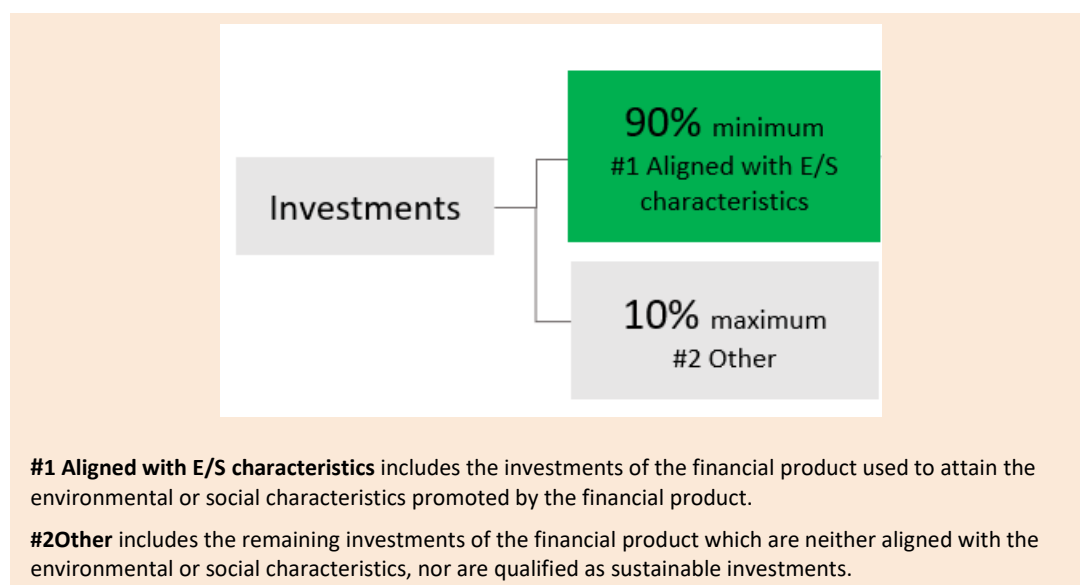 90% minimum
#1 Aligned with E/S
characteristics
Investments
10% maximum
#2 Other
#1 Aligned with E/S characteristics includes the investments of the financial product used to attain the
environmental or social characteristics promoted by the financial product.
#2Other includes the remaining investments of the financial product which are neither aligned with the
environmental or social characteristics, nor are qualified as sustainable investments.